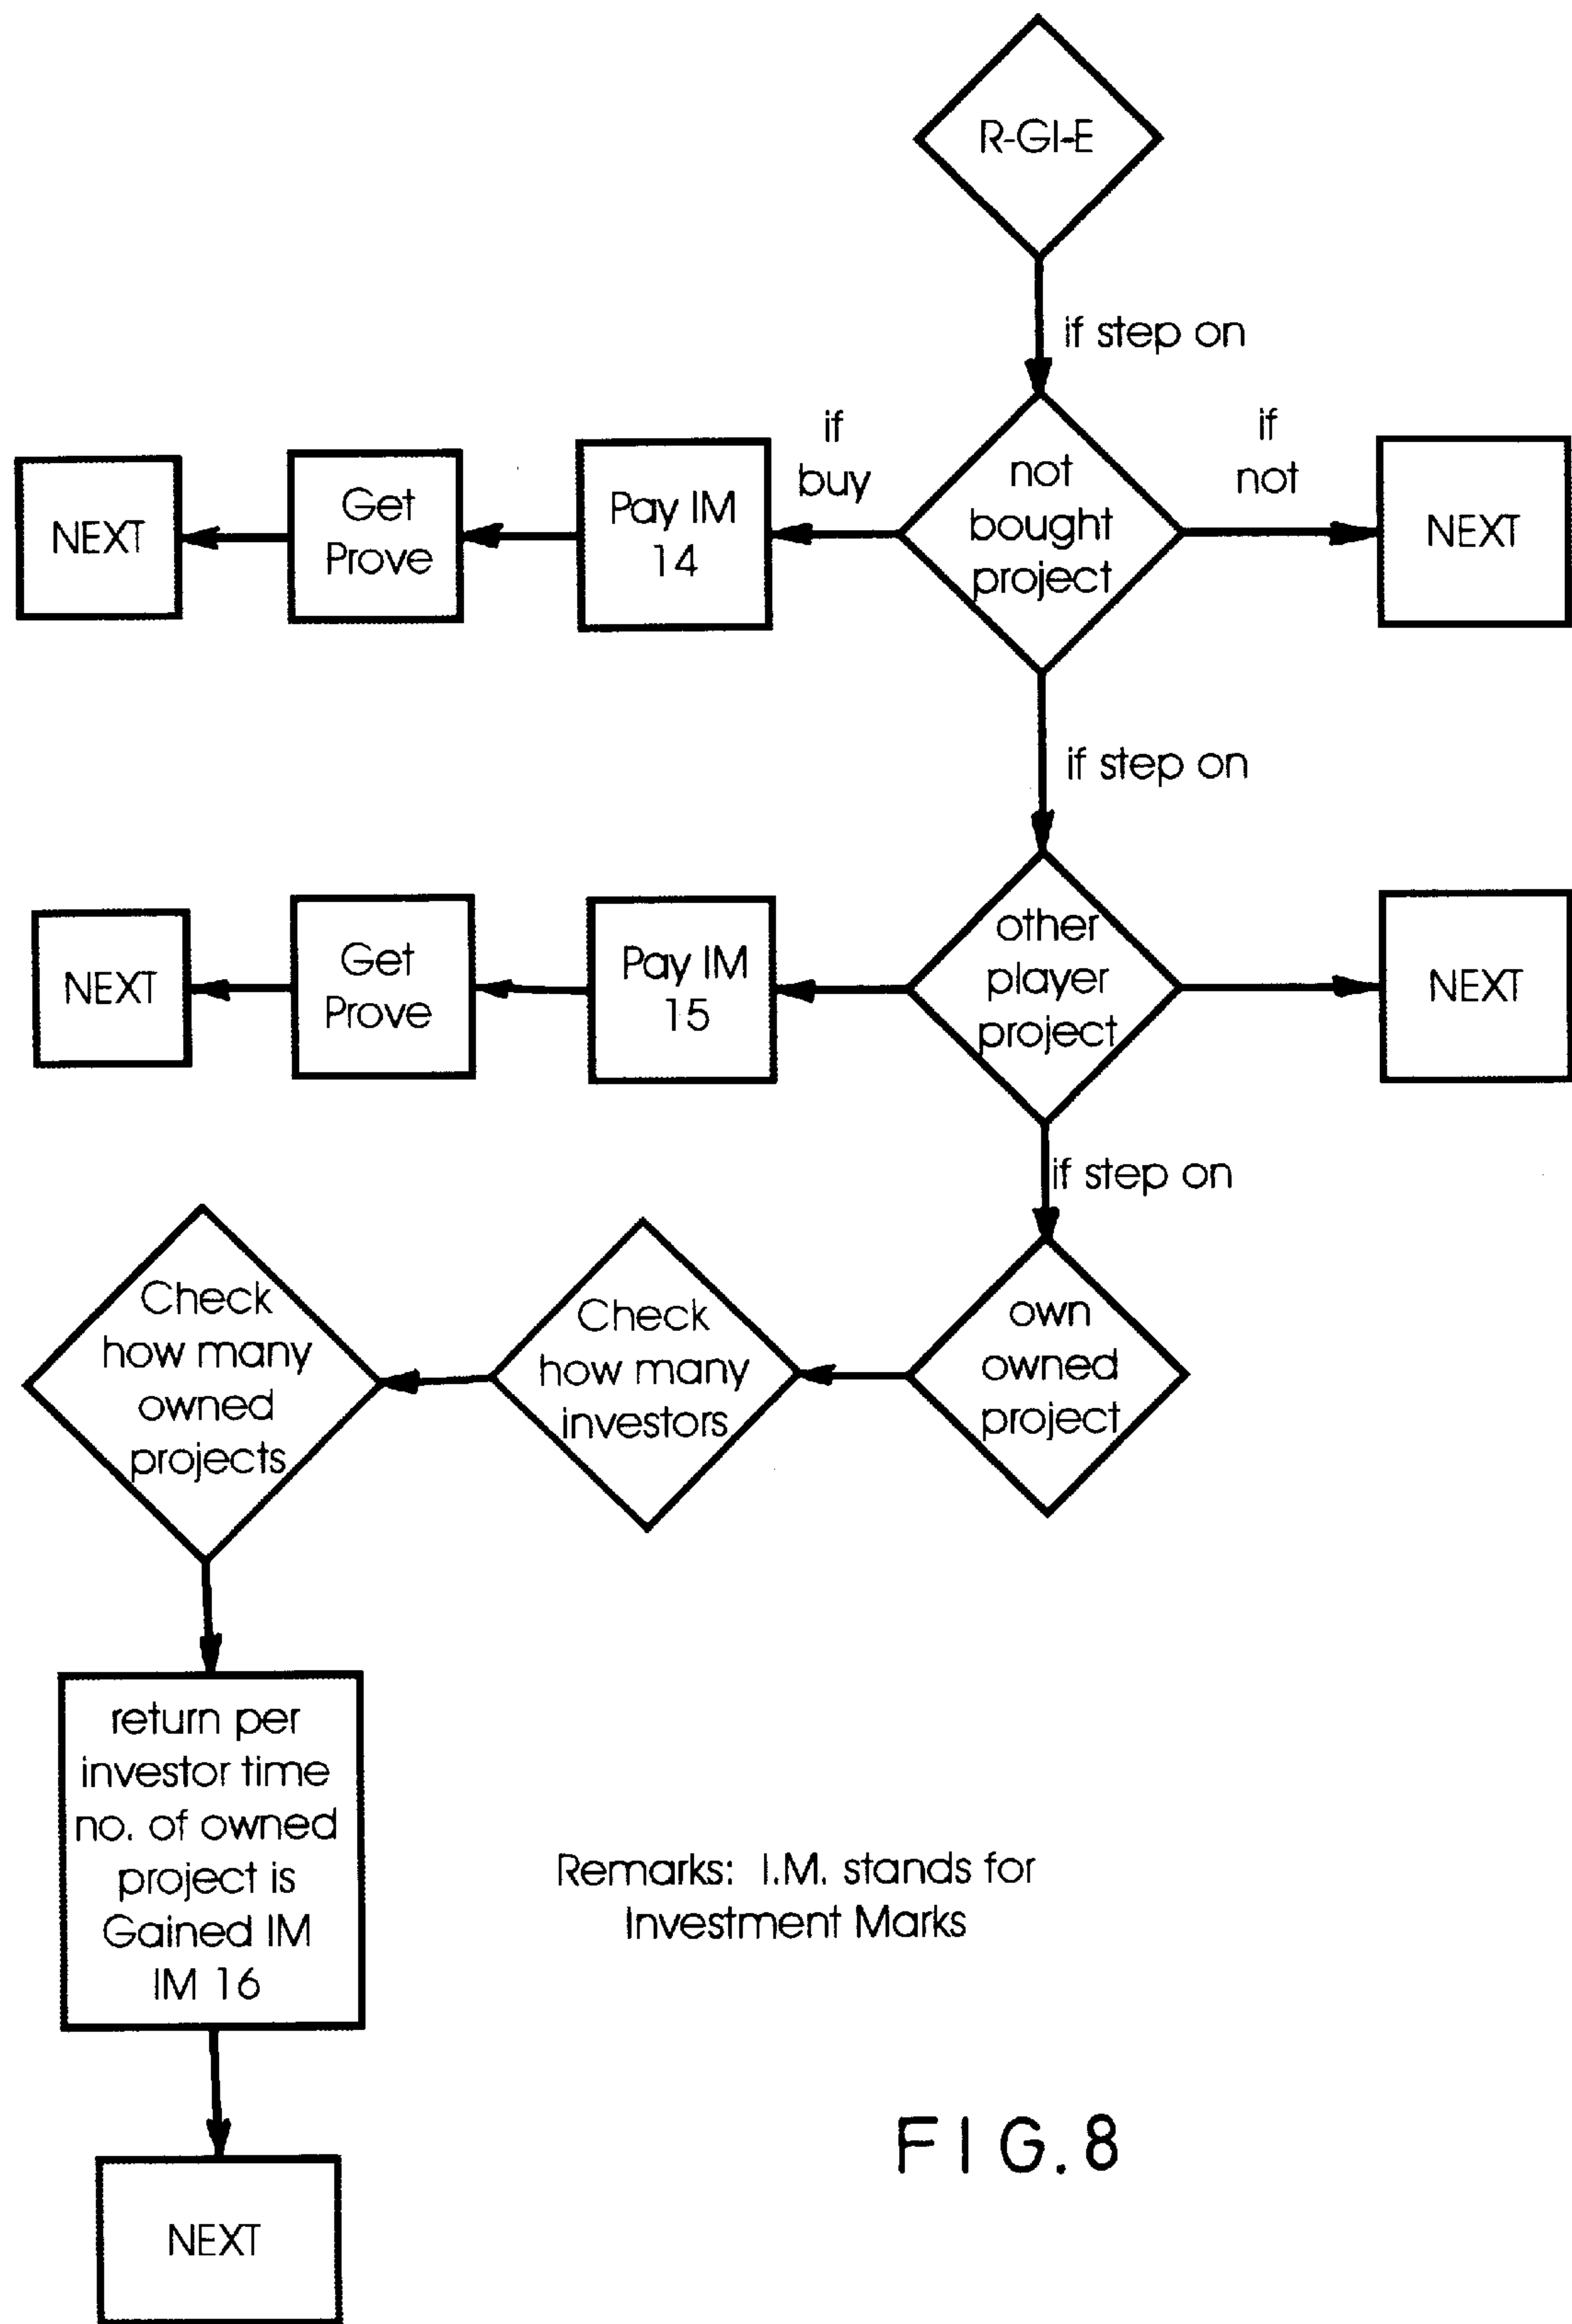 R-GI-E
if step on
if
buy
if
not
NEXT
Get
Prove
Pay IM
14
not
bought
project
NEXT
if step on
NEXT
Get
Prove
Pay IM
15
other
player
project
NEXT
if step on
Check
how many
owned
projects
Check
how many
investors
own
owned
project
return per
investor time
no. of owned
project is
Gained IM
IM 16
Remarks: I.M. stands for
Investment Marks
NEXT
FIG.8